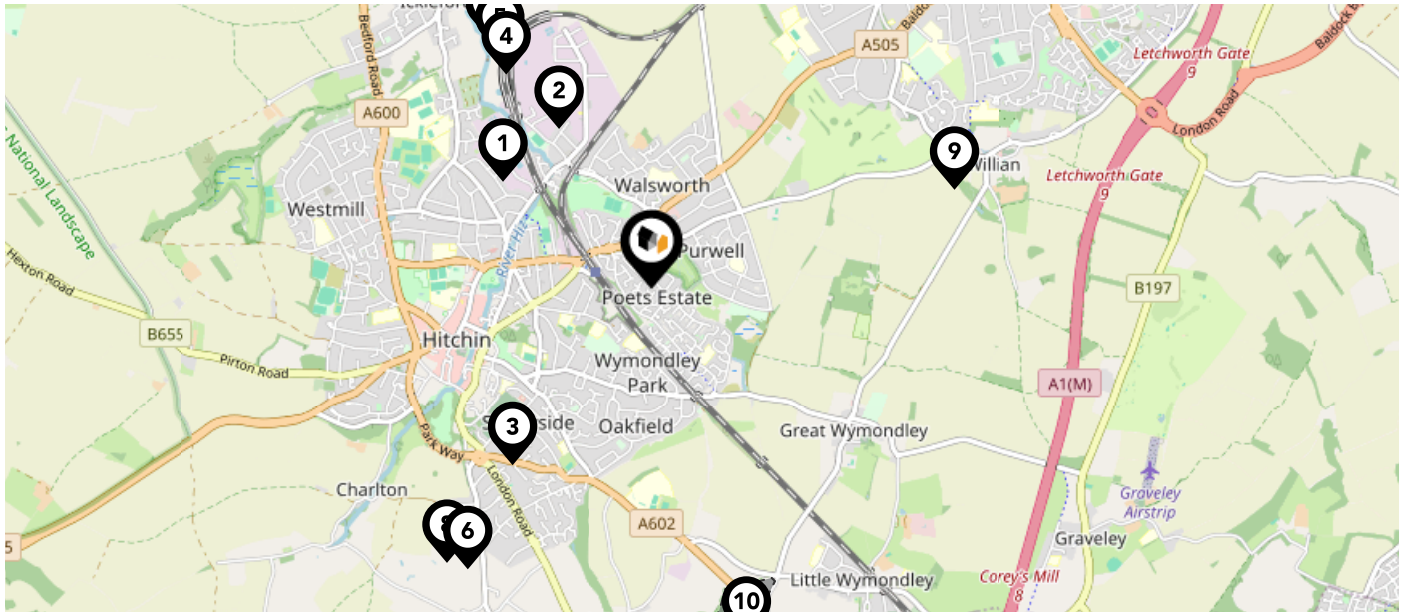 Bedford Road
4
2
1
A600
A505
Letchworth Gate
9
London Road
9
Willian
Letchworth Gate
9
National Landscape
Westmill
Walsworth
River Hiz
Purwell
Hexton Road
Poets Estate
B197
B655
Pirton Road
Hitchin
Wymondley
Park
A1(M)
3
Oakfield
Great Wymondley
Park Way
London Road
Charlton
Graveley
Airstrip
8
6
A602
Graveley
5
Little Wymondley
Corey's Mill
8
10